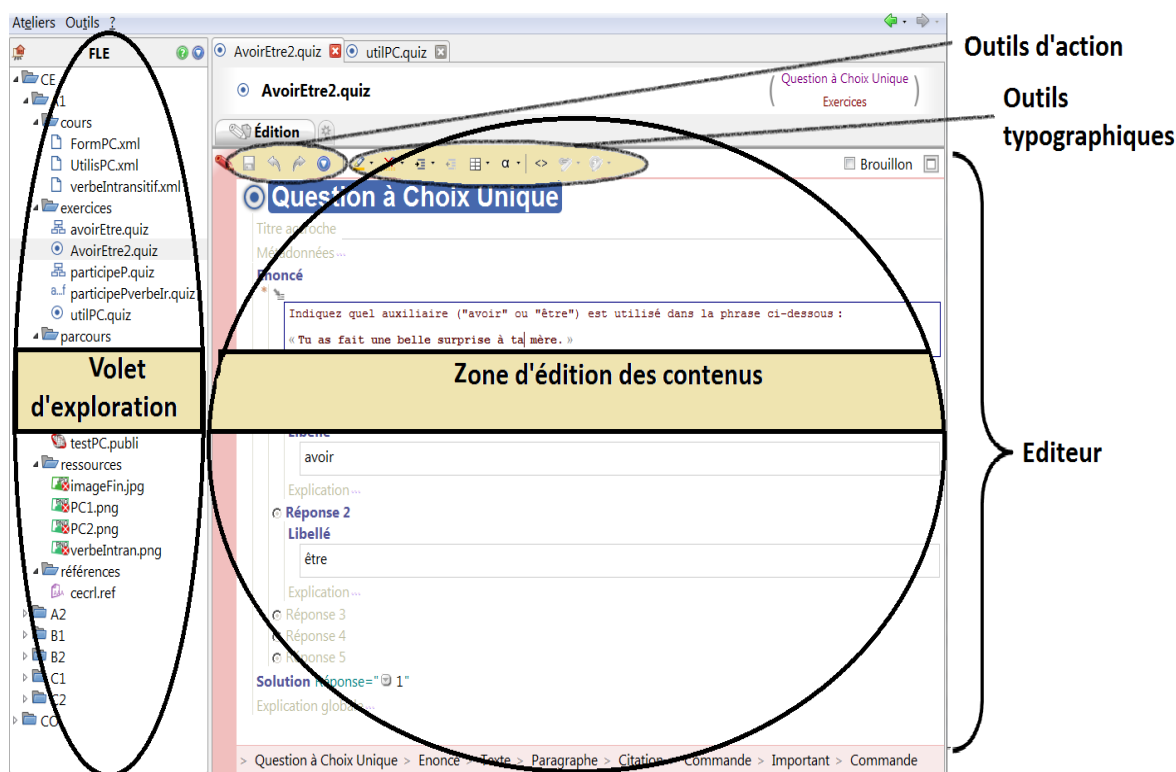 Ateliers Outils ?
FLE
CE
A1
cours
FormPC.xml
UtilisPC.xml
verbeIntransitif.xml
exercices
avoirEtre.quiz
AvoirEtre2.quiz
participeP.quiz
a...f participePverbeIr.quiz
utilPC.quiz
parcours
Volet
d'exploration
testPC.publi
ressources
imageFin.jpg
PC1.png
PC2.png
verbeIntran.png
références
cecrl.ref
A2
B1
B2
C1
C2
CO
AvoirEtre2.quiz
utilPC.quiz
AvoirEtre2.quiz
Question à Choix Unique
Exercices
Édition
α
<>
Brouillon
Question à Choix Unique
Titre accroche
Métadonnées ...
Enoncé
Indiquez quel auxiliaire ("avoir" ou "être") est utilisé dans la phrase ci-dessous :
« Tu as fait une belle surprise à ta mère. »
Zone d'édition des contenus
Libellé
avoir
Explication ...
Réponse 2
Libellé
être
Explication ...
Réponse 3
Réponse 4
Réponse 5
Solution Réponse=" 1"
Explication globale ...
> Question à Choix Unique > Enoncé > Texte > Paragraphe > Citation > Commande > Important > Commande
Outils d'action
Outils
typographiques
Editeur